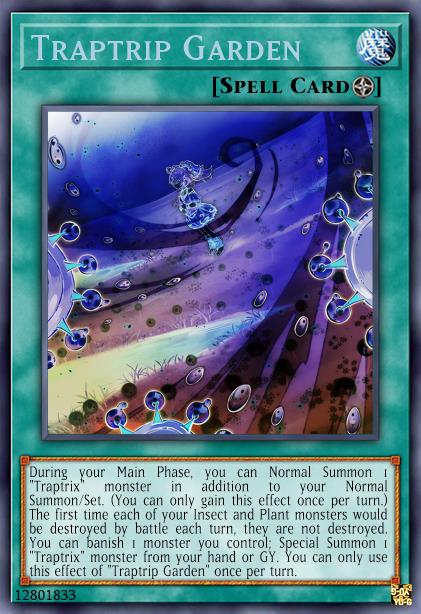 Traptrip Garden
魔
[Spell Card]
During your Main Phase, you can Normal Summon 1
"Traptrix" monster in addition to your Normal
Summon/Set. (You can only gain this effect once per turn.)
The first time each of your Insect and Plant monsters would
be destroyed by battle each turn, they are not destroyed.
You can banish 1 monster you control; Special Summon 1
"Traptrix" monster from your hand or GY. You can only use
this effect of "Traptrip Garden" once per turn.
12801833